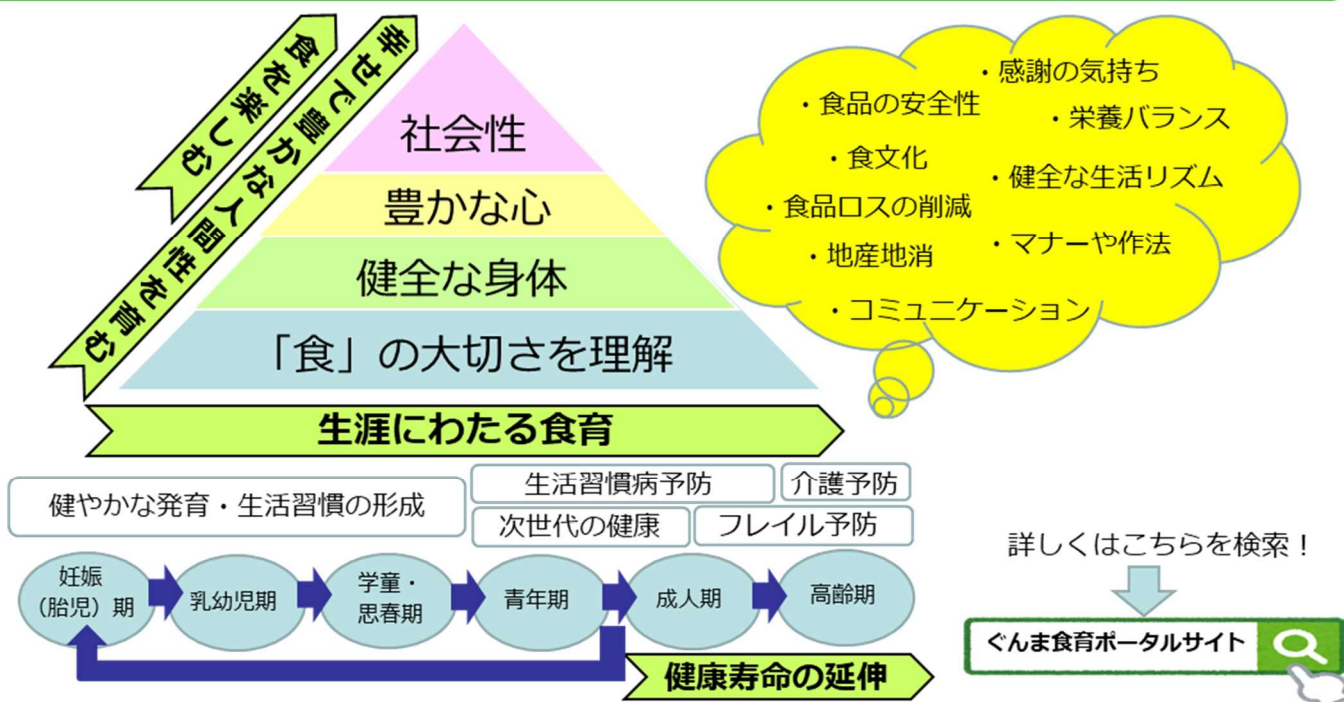 食を楽しむ
幸せで豊かな人間性を育む
社会性
豊かな心
健全な身体
「食」の大切さを理解
・感謝の気持ち
・食品の安全性
・栄養バランス
・食文化
・健全な生活リズム
・食品ロスの削減
・マナーや作法
・地産地消
・コミュニケーション
生涯にわたる食育
健やかな発育・生活習慣の形成
生活習慣病予防
介護予防
次世代の健康
フレイル予防
妊娠
（胎児）期
乳幼児期
学童・
思春期
青年期
成人期
高齢期
健康寿命の延伸
詳しくはこちらを検索！
ぐんま食育ポータルサイト